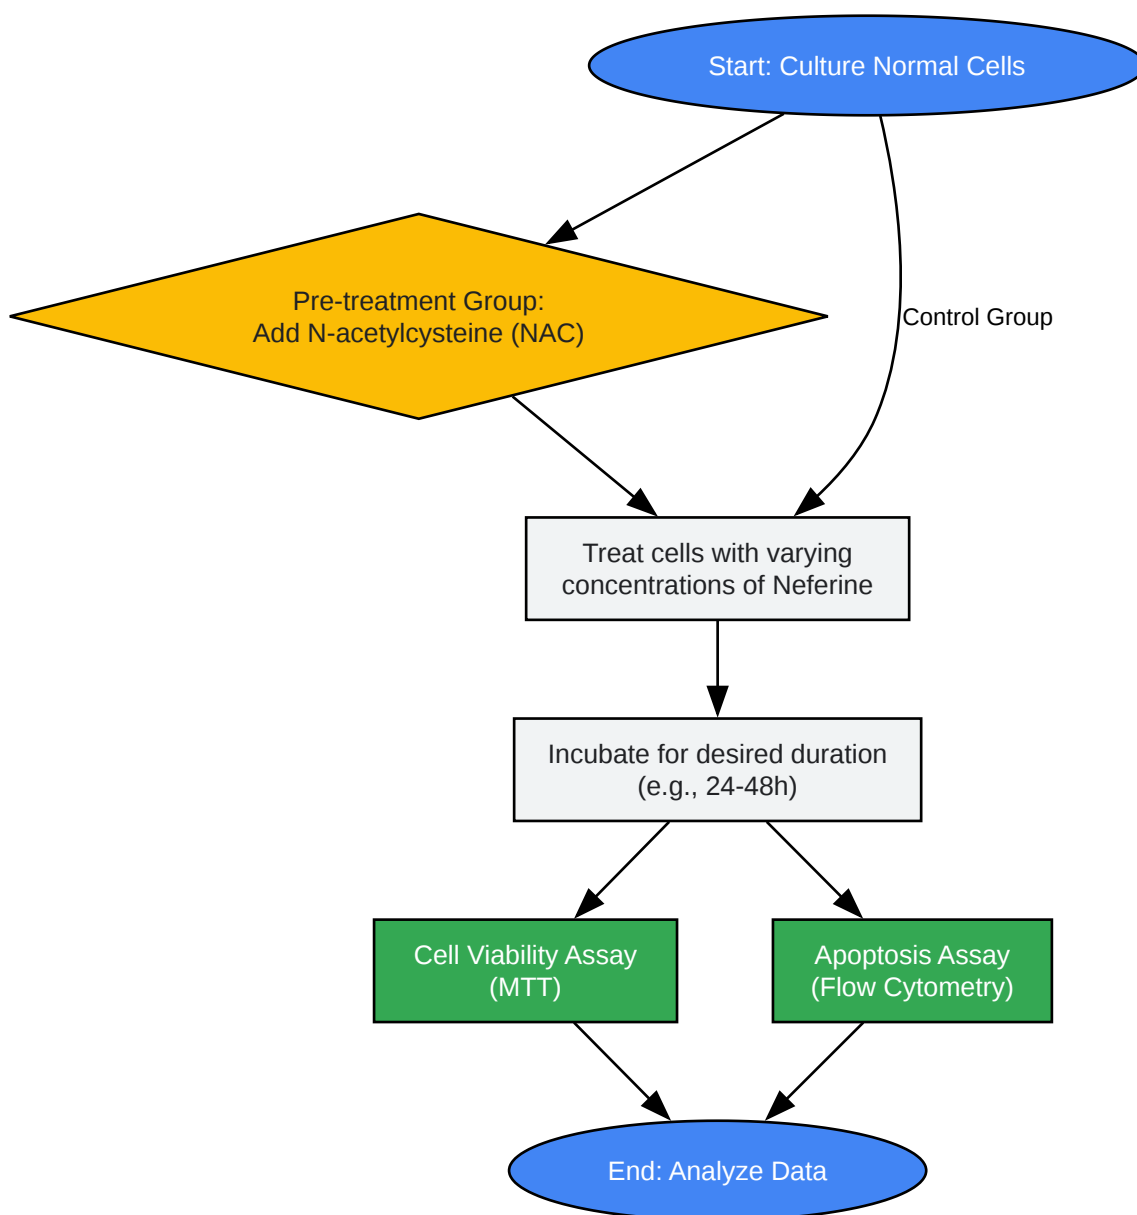 Start: Culture Normal Cells
Pre-treatment Group:
Add N-acetylcysteine (NAC)
Control Group
Treat cells with varying
concentrations of Neferine
Incubate for desired duration
(e.g., 24-48h)
Cell Viability Assay
(MTT)
Apoptosis Assay
(Flow Cytometry)
End: Analyze Data